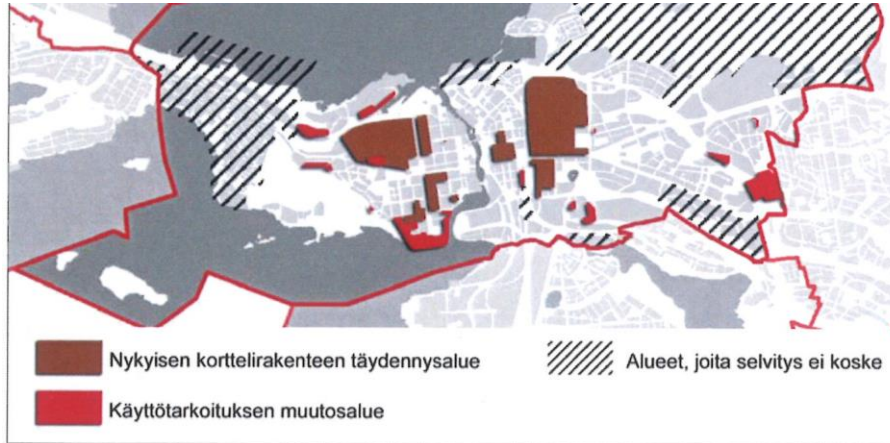 Nykyisen korttelirakenteen täydennysalue
Alueet, joita selvitys ei koske
Käyttötarkoituksen muutosalue